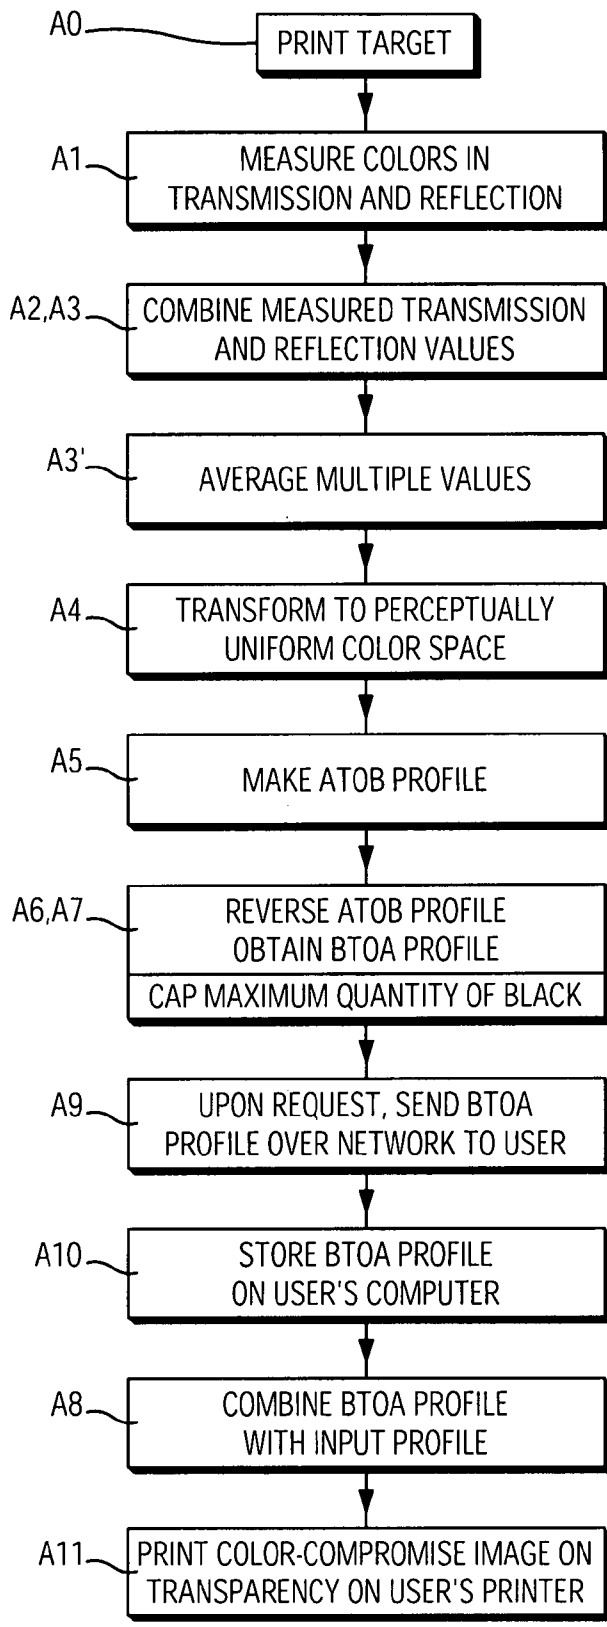 A0
PRINT TARGET
A1
MEASURE COLORS IN
TRANSMISSION AND REFLECTION
A2,A3
COMBINE MEASURED TRANSMISSION
AND REFLECTION VALUES
A3'
AVERAGE MULTIPLE VALUES
A4
TRANSFORM TO PERCEPTUALLY
UNIFORM COLOR SPACE
A5
MAKE ATOB PROFILE
A6,A7
REVERSE ATOB PROFILE
OBTAIN BTOA PROFILE
CAP MAXIMUM QUANTITY OF BLACK
A9
UPON REQUEST, SEND BTOA
PROFILE OVER NETWORK TO USER
A10
STORE BTOA PROFILE
ON USER'S COMPUTER
A8
COMBINE BTOA PROFILE
WITH INPUT PROFILE
A11
PRINT COLOR-COMPROMISE IMAGE ON
TRANSPARENCY ON USER'S PRINTER